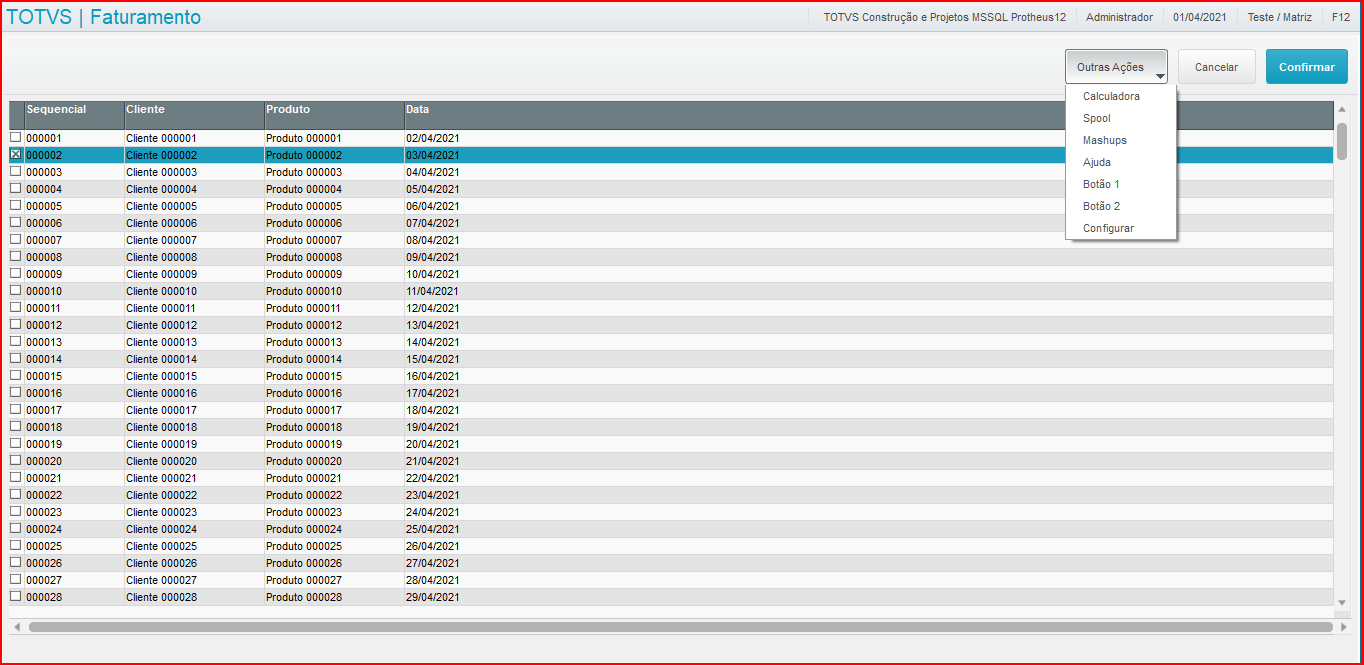 TOTVS | Faturamento
TOTVS Construção e Projetos MSSQL Protheus12 Administrador 01/04/2021 Teste / Matriz F12
Outras Ações Cancelar Confirmar
Calculadora
Spool
Mashups
Ajuda
Botão 1
Botão 2
Configurar
Sequencial Cliente Produto Data
000001 Cliente 000001 Produto 000001 02/04/2021
000002 Cliente 000002 Produto 000002 03/04/2021
000003 Cliente 000003 Produto 000003 04/04/2021
000004 Cliente 000004 Produto 000004 05/04/2021
000005 Cliente 000005 Produto 000005 06/04/2021
000006 Cliente 000006 Produto 000006 07/04/2021
000007 Cliente 000007 Produto 000007 08/04/2021
000008 Cliente 000008 Produto 000008 09/04/2021
000009 Cliente 000009 Produto 000009 10/04/2021
000010 Cliente 000010 Produto 000010 11/04/2021
000011 Cliente 000011 Produto 000011 12/04/2021
000012 Cliente 000012 Produto 000012 13/04/2021
000013 Cliente 000013 Produto 000013 14/04/2021
000014 Cliente 000014 Produto 000014 15/04/2021
000015 Cliente 000015 Produto 000015 16/04/2021
000016 Cliente 000016 Produto 000016 17/04/2021
000017 Cliente 000017 Produto 000017 18/04/2021
000018 Cliente 000018 Produto 000018 19/04/2021
000019 Cliente 000019 Produto 000019 20/04/2021
000020 Cliente 000020 Produto 000020 21/04/2021
000021 Cliente 000021 Produto 000021 22/04/2021
000022 Cliente 000022 Produto 000022 23/04/2021
000023 Cliente 000023 Produto 000023 24/04/2021
000024 Cliente 000024 Produto 000024 25/04/2021
000025 Cliente 000025 Produto 000025 26/04/2021
000026 Cliente 000026 Produto 000026 27/04/2021
000027 Cliente 000027 Produto 000027 28/04/2021
000028 Cliente 000028 Produto 000028 29/04/2021